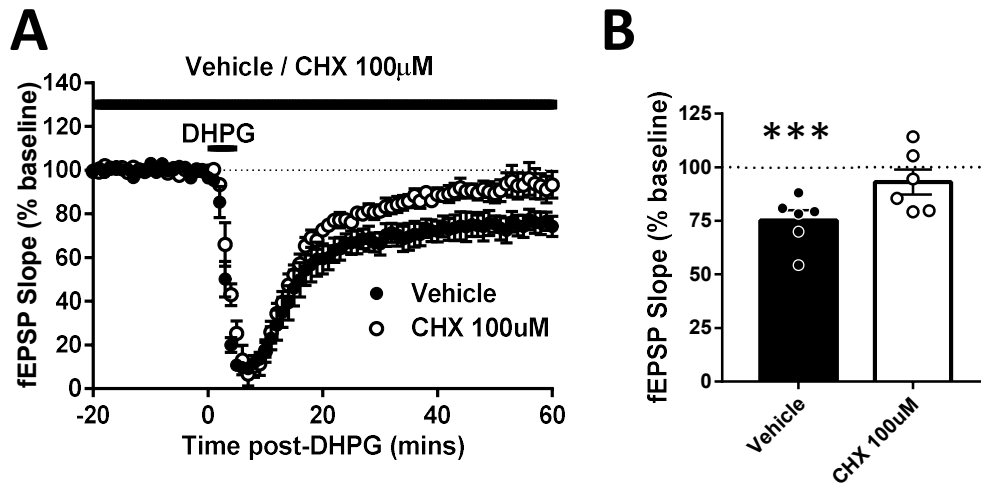 A
Vehicle / CHX 100μM
fEPSP Slope (% baseline)
140
120
100
80
60
40
20
0
DHPG
Vehicle
CHX 100uM
-20
0
20
40
60
Time post-DHPG (mins)
B
fEPSP Slope (% baseline)
125
100
75
50
25
0
***
Vehicle
CHX 100uM